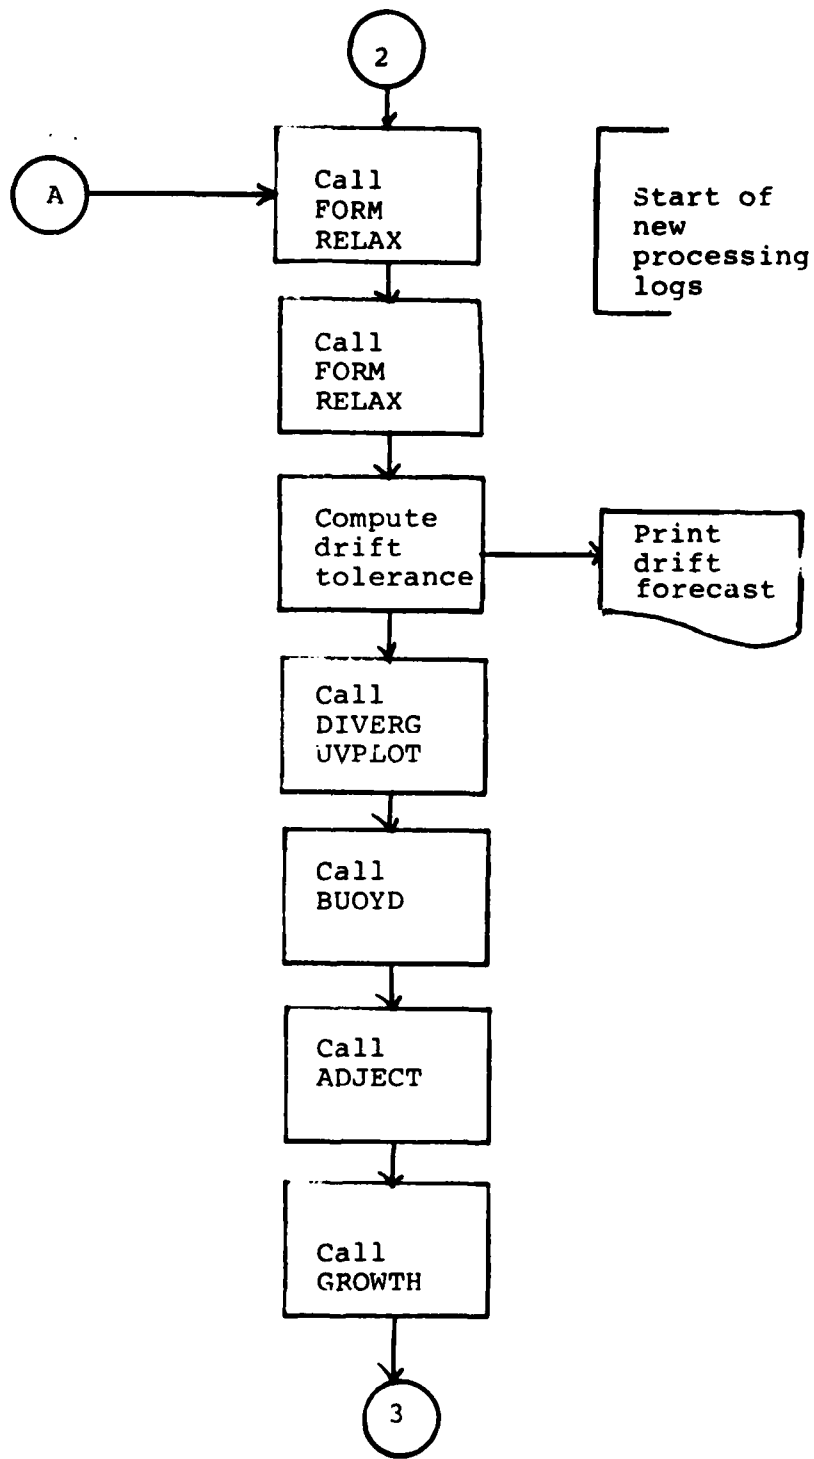 2
A
Call
FORM
RELAX
Start of
new
processing
logs
Call
FORM
RELAX
Compute
drift
tolerance
Print
drift
forecast
Call
DIVERG
UVPLOT
Call
BUOYD
Call
ADJECT
Call
GROWTH
3